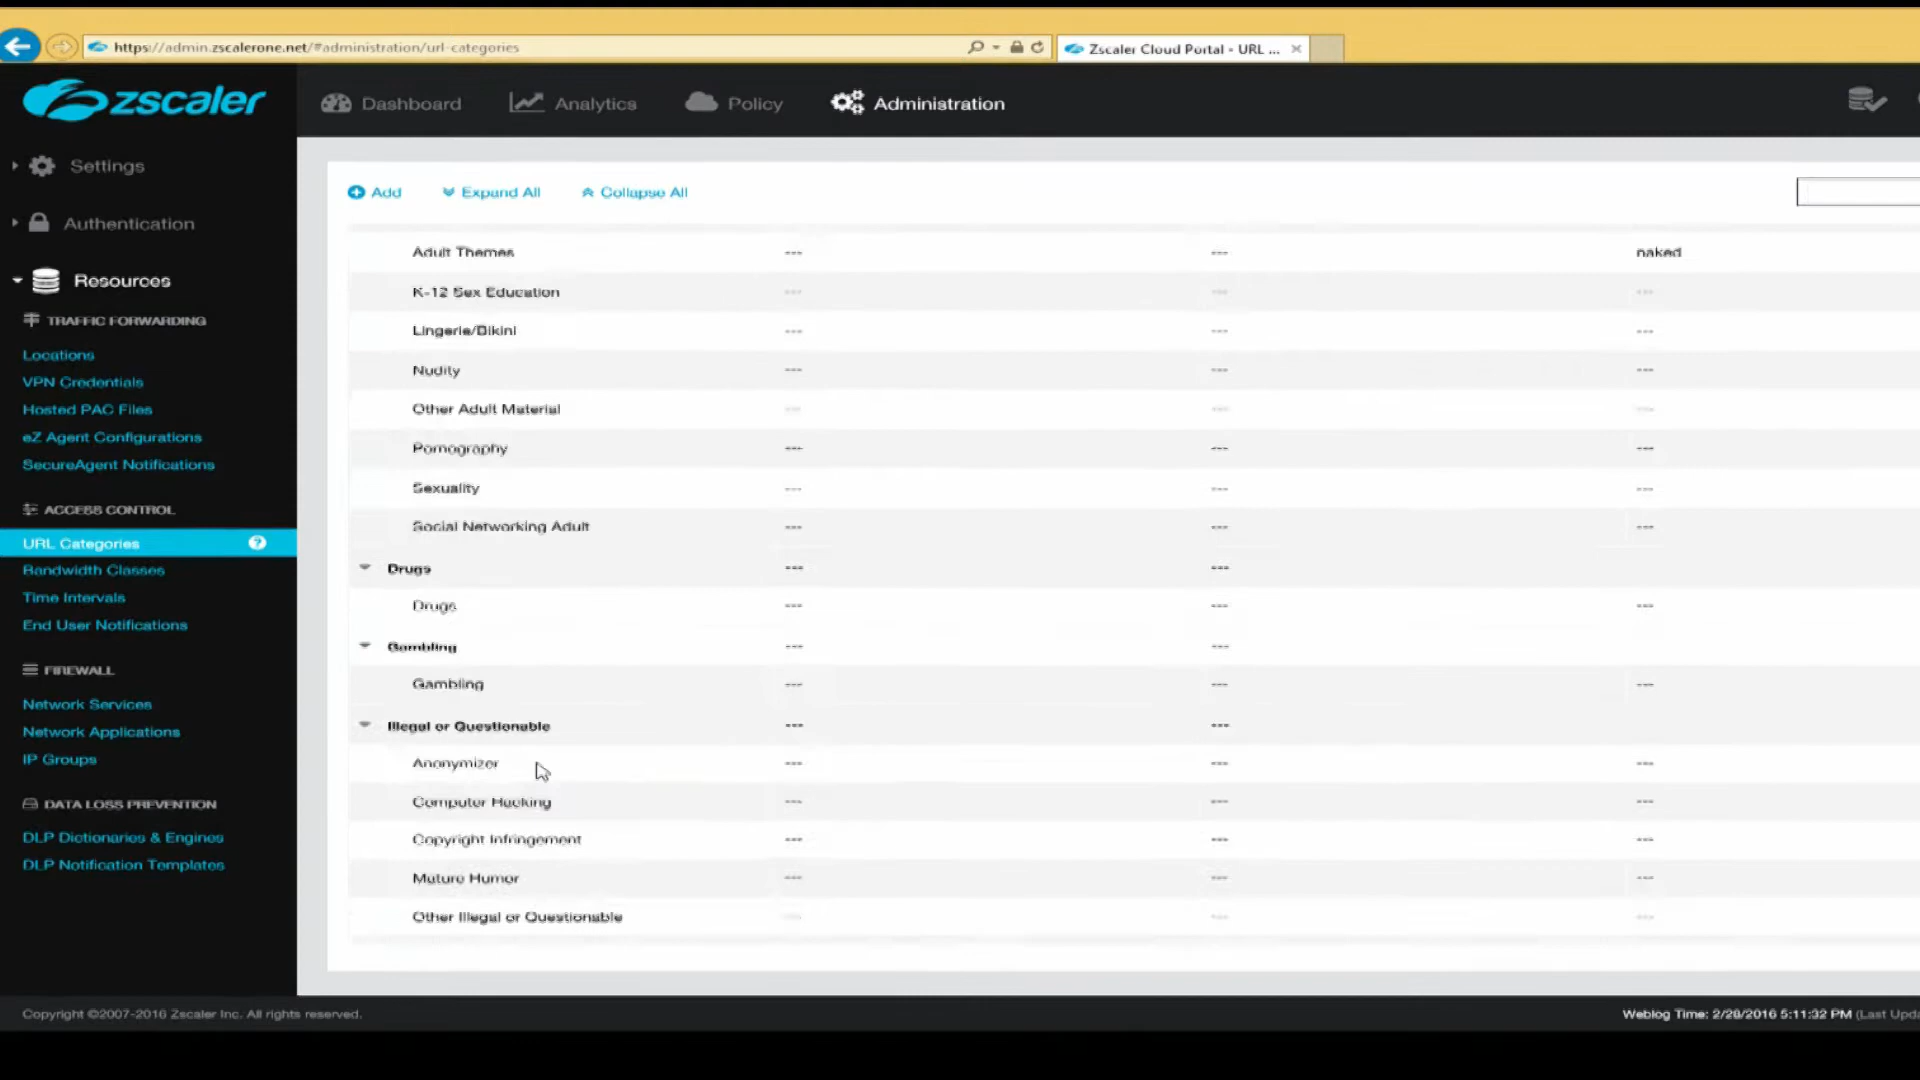 https://admin.zscalerone.net/#administration/url-categories
Zscaler Cloud Portal - URL ...
zscaler
Dashboard
Analytics
Policy
Administration
Settings
Authentication
Resources
TRAFFIC FORWARDING
Locations
VPN Credentials
Hosted PAC Files
eZ Agent Configurations
SecureAgent Notifications
ACCESS CONTROL
URL Categories ?
Bandwidth Classes
Time Intervals
End User Notifications
FIREWALL
Network Services
Network Applications
IP Groups
DATA LOSS PREVENTION
DLP Dictionaries & Engines
DLP Notification Templates
Add Expand All Collapse All
Adult Themes --- --- naked
K-12 Sex Education --- --- ---
Lingerie/Bikini --- --- ---
Nudity --- --- ---
Other Adult Material --- --- ---
Pornography --- --- ---
Sexuality --- --- ---
Social Networking Adult --- --- ---
Drugs --- ---
Drugs --- --- ---
Gambling --- ---
Gambling --- --- ---
Illegal or Questionable --- ---
Anonymizer --- --- ---
Computer Hacking --- --- ---
Copyright Infringement --- --- ---
Mature Humor --- --- ---
Other Illegal or Questionable --- --- ---
Copyright ©2007-2016 Zscaler Inc. All rights reserved.
Weblog Time: 2/20/2016 5:11:32 PM (Last Upda